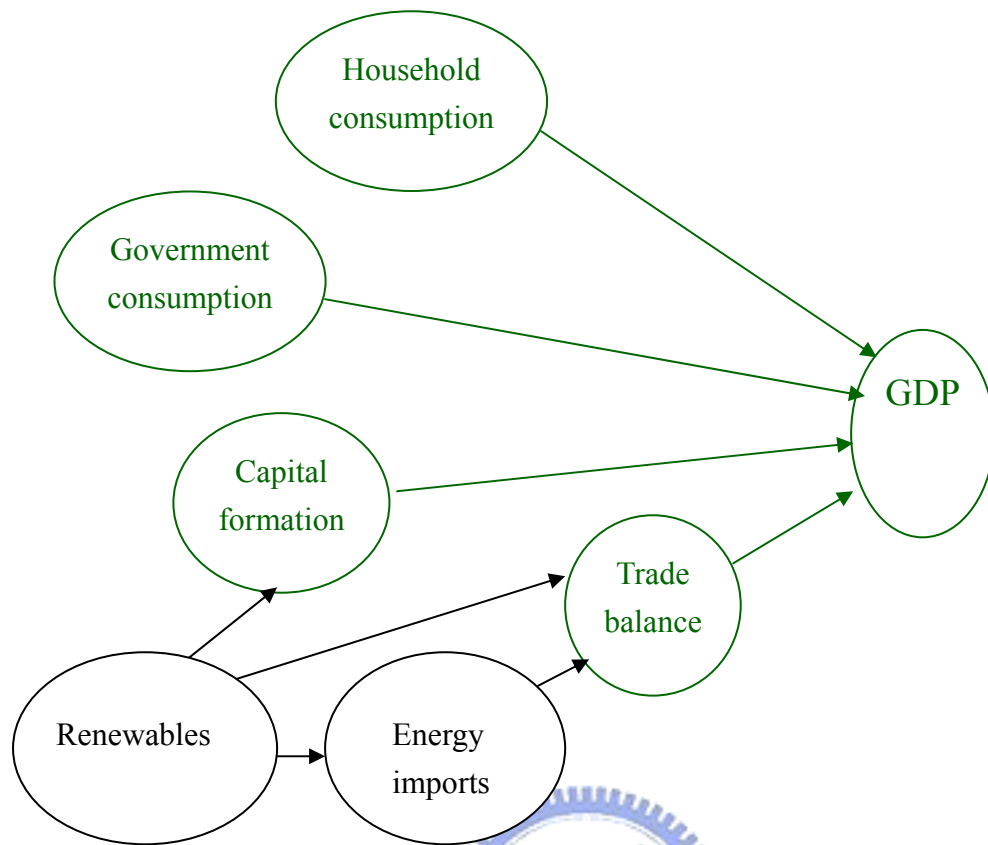 Household
consumption
Government
consumption
GDP
Capital
formation
Trade
balance
Renewables
Energy
imports